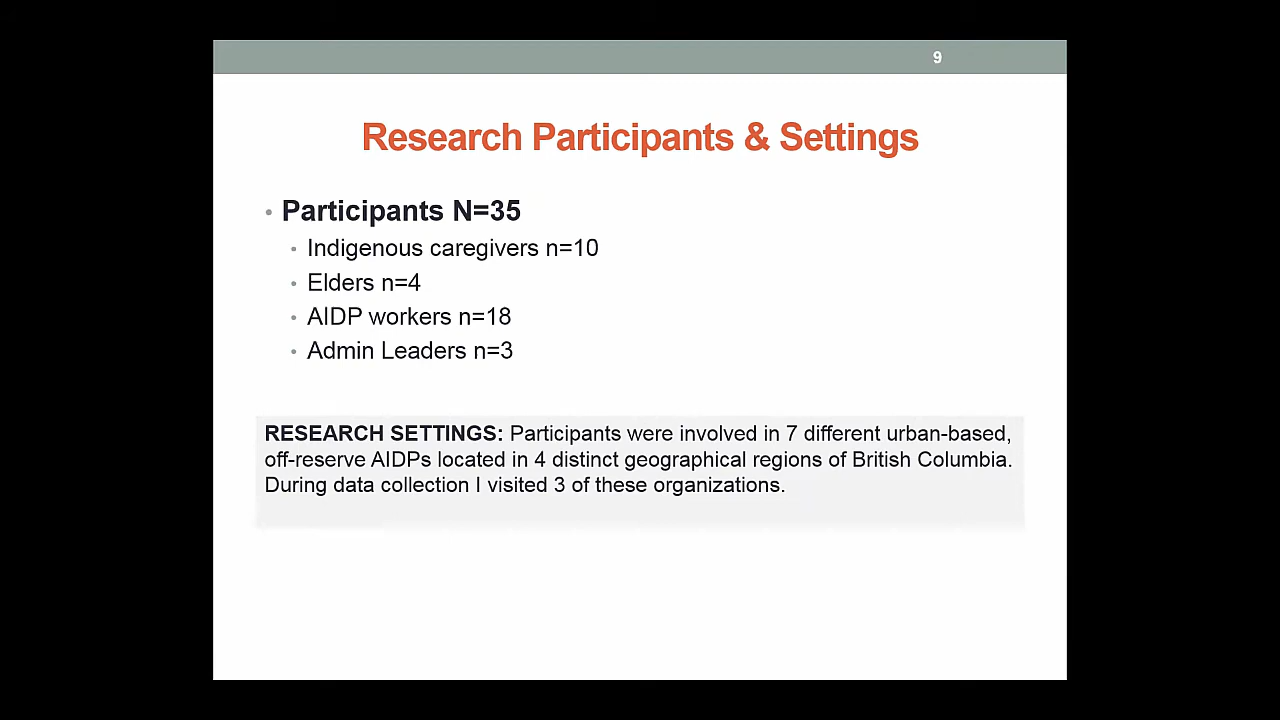 9
Research Participants & Settings
• Participants N=35
• Indigenous caregivers n=10
• Elders n=4
• AIDP workers n=18
• Admin Leaders n=3
RESEARCH SETTINGS: Participants were involved in 7 different urban-based,
off-reserve AIDPs located in 4 distinct geographical regions of British Columbia.
During data collection I visited 3 of these organizations.